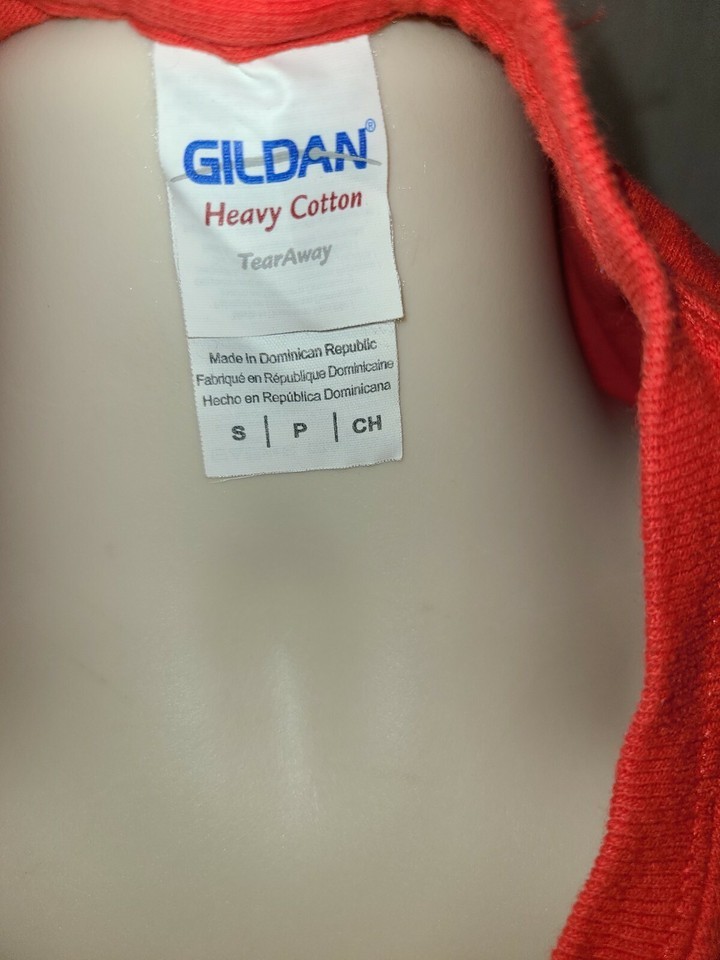 GILDAN®
Heavy Cotton
TearAway
Made in Dominican Republic
Fabriqué en République Dominicaine
Hecho en República Dominicana
S | P | CH